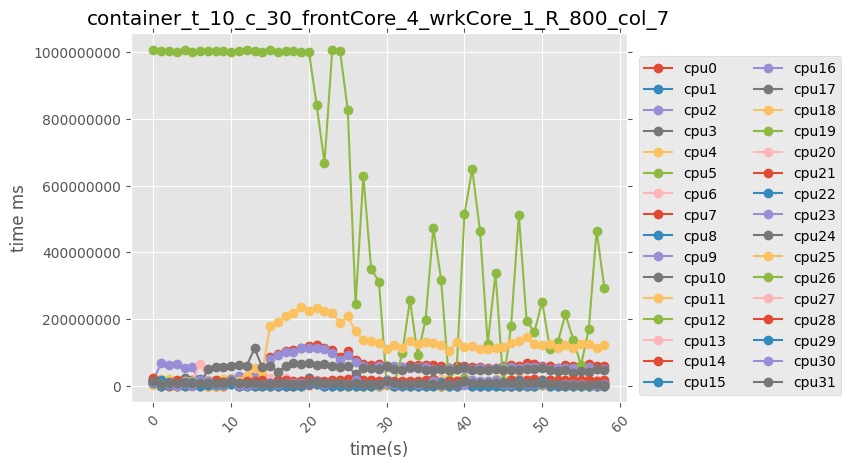 container_t_10_c_30_frontCore_4_wrkCore_1_R_800_col_7
time ms
1000000000
800000000
600000000
400000000
200000000
0
0
10
20
30
40
50
60
time(s)
cpu0
cpu1
cpu2
cpu3
cpu4
cpu5
cpu6
cpu7
cpu8
cpu9
cpu10
cpu11
cpu12
cpu13
cpu14
cpu15
cpu16
cpu17
cpu18
cpu19
cpu20
cpu21
cpu22
cpu23
cpu24
cpu25
cpu26
cpu27
cpu28
cpu29
cpu30
cpu31